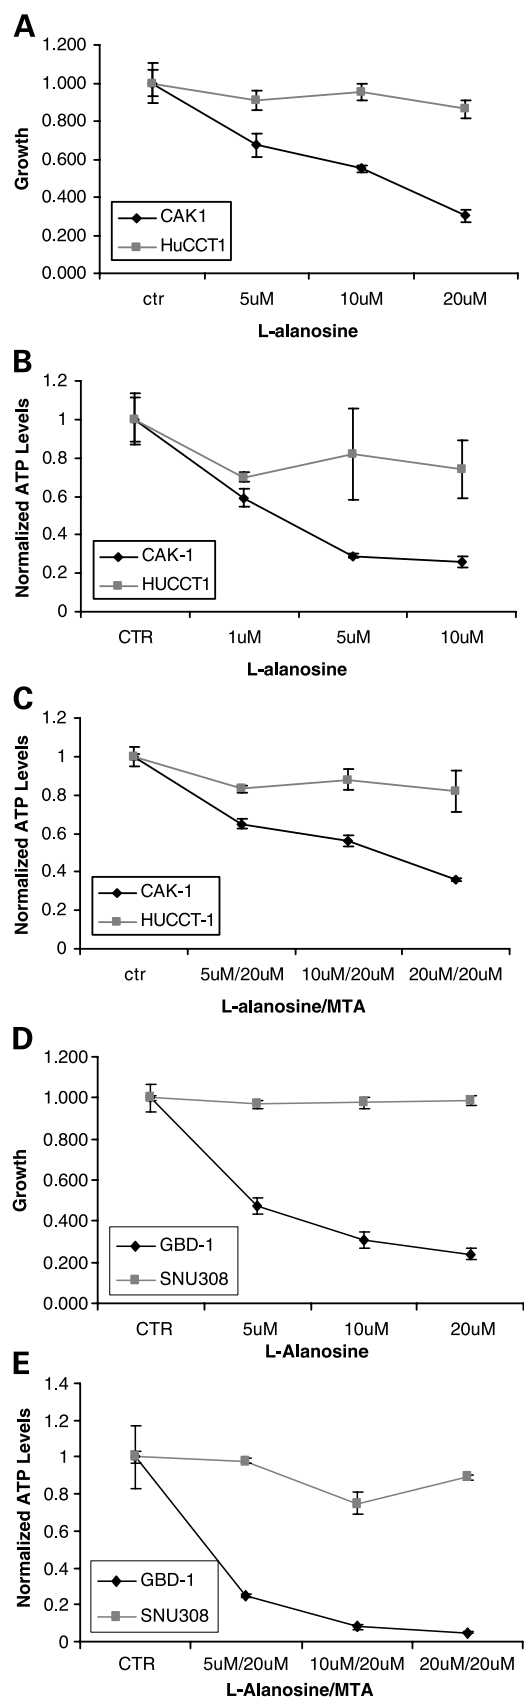 A
1.200
1.000
0.800
0.600
0.400
0.200
0.000
Growth
CAK1
HuCCT1
ctr 5uM 10uM 20uM
L-alanosine
B
1.2
1
0.8
0.6
0.4
0.2
0
Normalized ATP Levels
CAK-1
HUCCT1
CTR 1uM 5uM 10uM
L-alanosine
C
1.2
1
0.8
0.6
0.4
0.2
0
Normalized ATP Levels
CAK-1
HUCCT-1
ctr 5uM/20uM 10uM/20uM 20uM/20uM
L-alanosine/MTA
D
1.200
1.000
0.800
0.600
0.400
0.200
0.000
Growth
GBD-1
SNU308
CTR 5uM 10uM 20uM
L-Alanosine
E
1.4
1.2
1
0.8
0.6
0.4
0.2
0
Normalized ATP Levels
GBD-1
SNU308
CTR 5uM/20uM 10uM/20uM 20uM/20uM
L-Alanosine/MTA